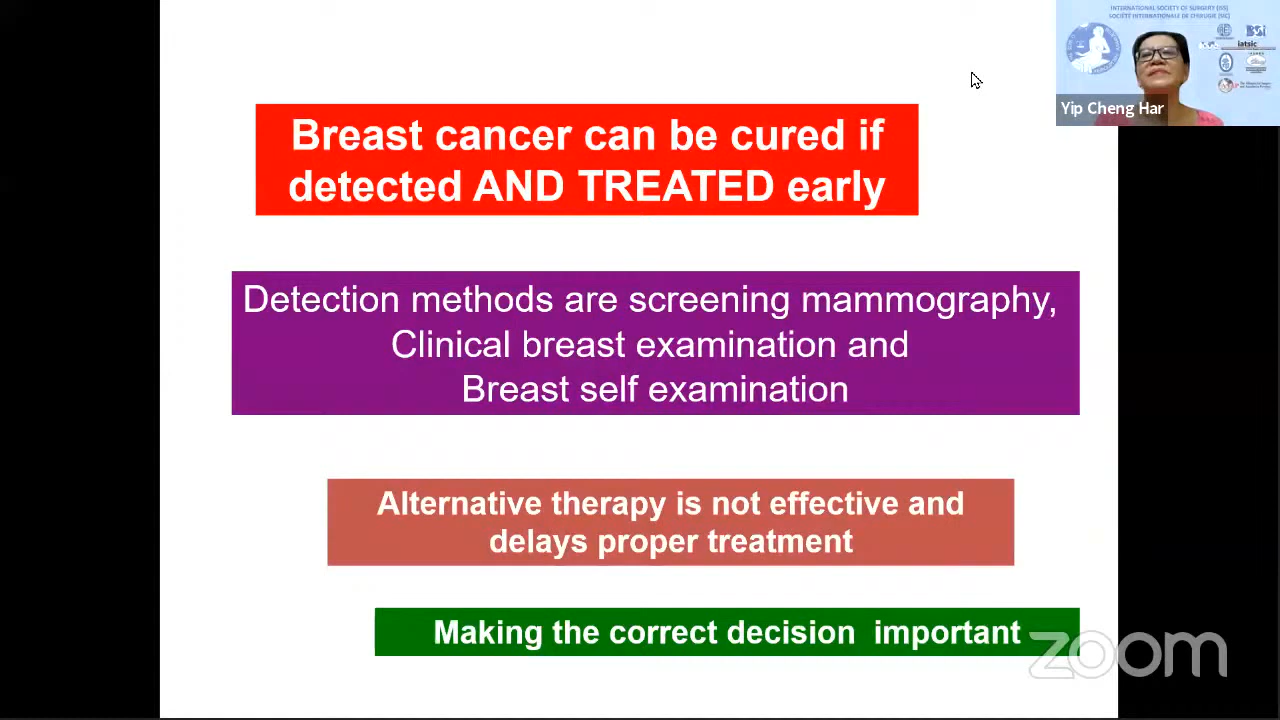 INTERNATIONAL SOCIETY OF SURGERY (ISS)
SOCIÉTÉ INTERNATIONALE DE CHIRURGIE (SIC)
BSI
iatsic
Yip Cheng Har
Breast cancer can be cured if
detected AND TREATED early
Detection methods are screening mammography,
Clinical breast examination and
Breast self examination
Alternative therapy is not effective and
delays proper treatment
Making the correct decision  important
zoom